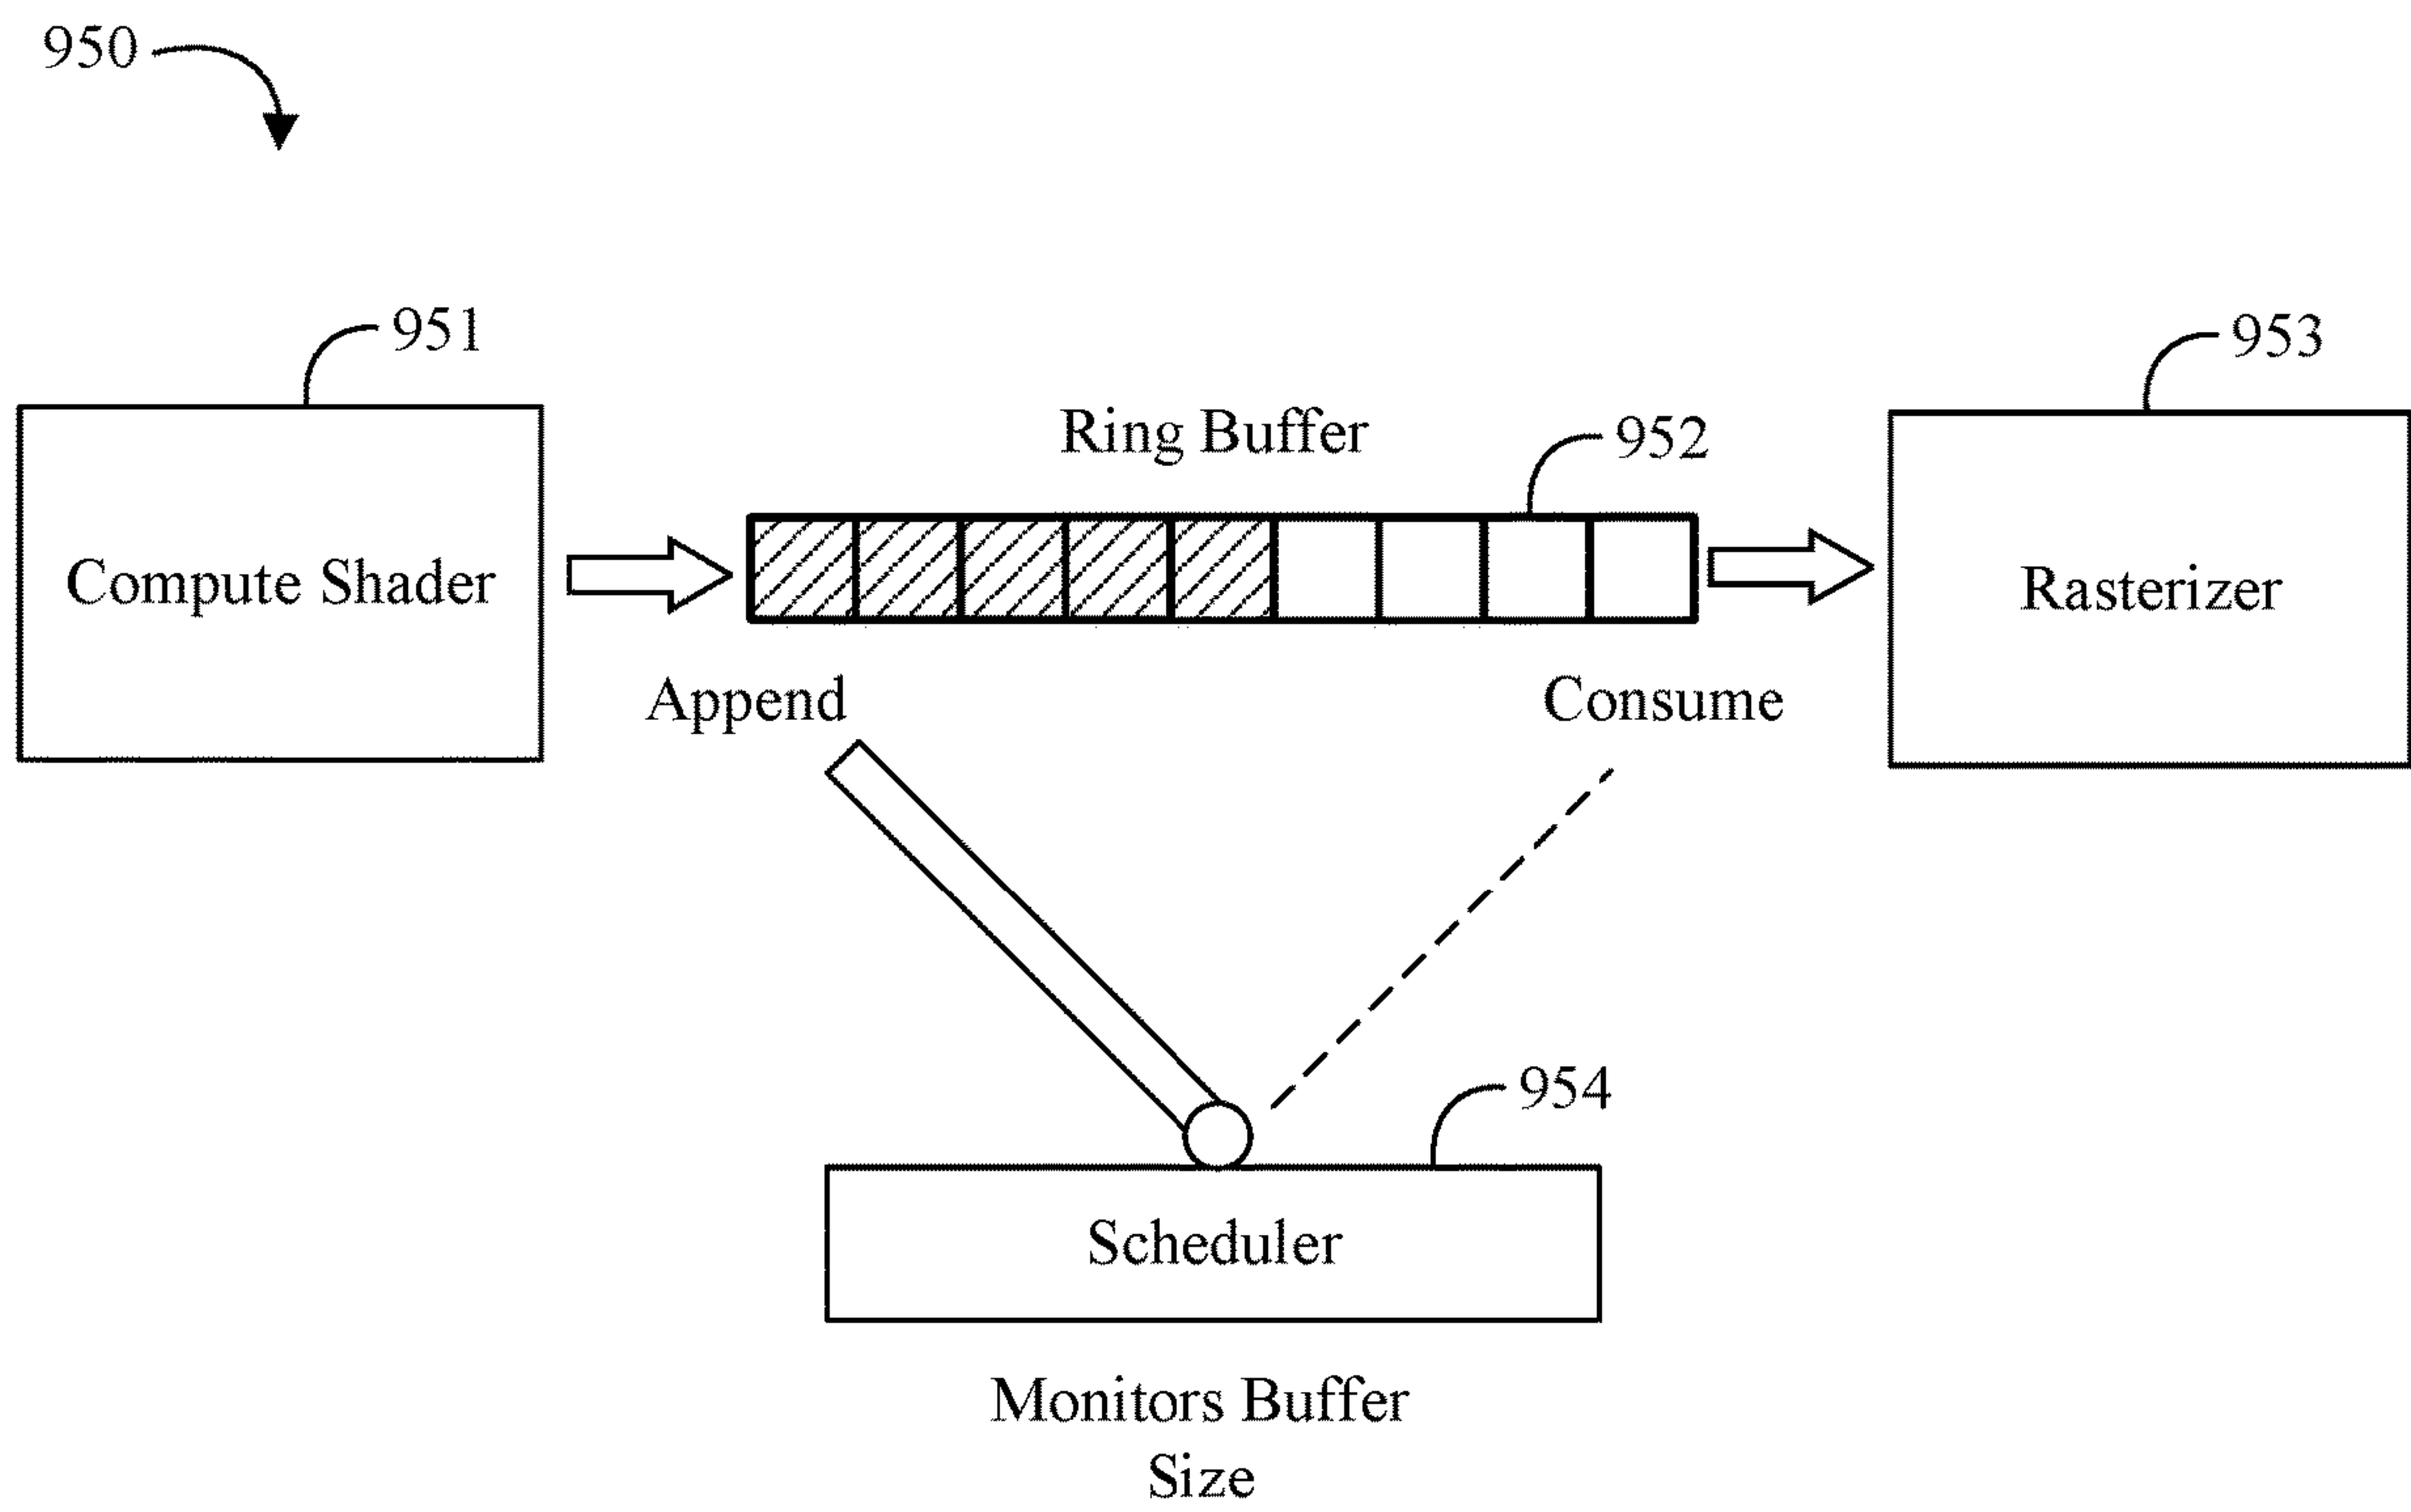 950
951
953
Ring Buffer
952
Compute Shader
Rasterizer
Append
Consume
954
Scheduler
Monitors Buffer
Size